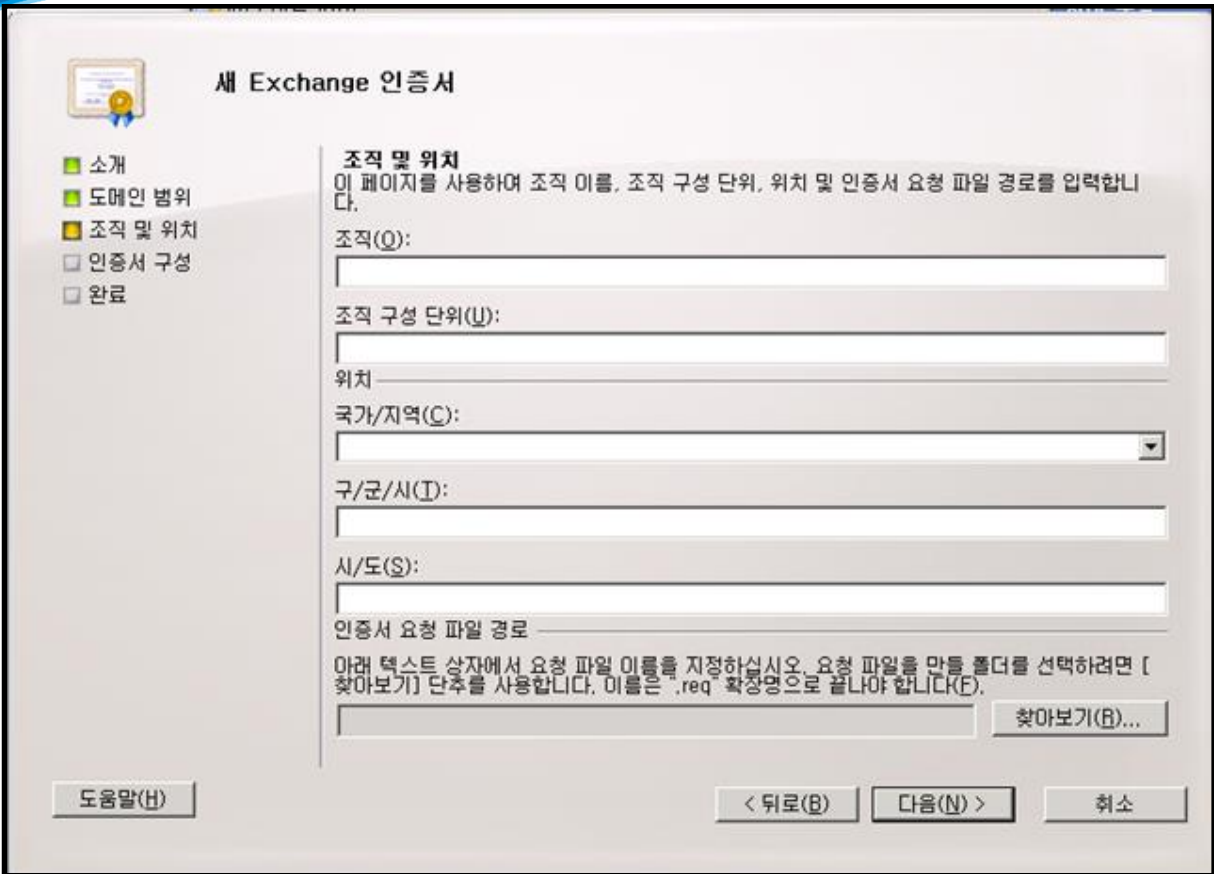 새 Exchange 인증서
소개
도메인 범위
조직 및 위치
인증서 구성
완료
조직 및 위치
이 페이지를 사용하여 조직 이름, 조직 구성 단위, 위치 및 인증서 요청 파일 경로를 입력합니
다.
조직(O):
조직 구성 단위(U):
위치
국가/지역(C):
구/군/시(T):
시/도(S):
인증서 요청 파일 경로
아래 텍스트 상자에서 요청 파일 이름을 지정하십시오. 요청 파일을 만들 폴더를 선택하려면 [
찾아보기] 단추를 사용합니다. 이름은 ".req" 확장명으로 끝나야 합니다(F).
찾아보기(R)...
도움말(H)
< 뒤로(B)
다음(N) >
취소